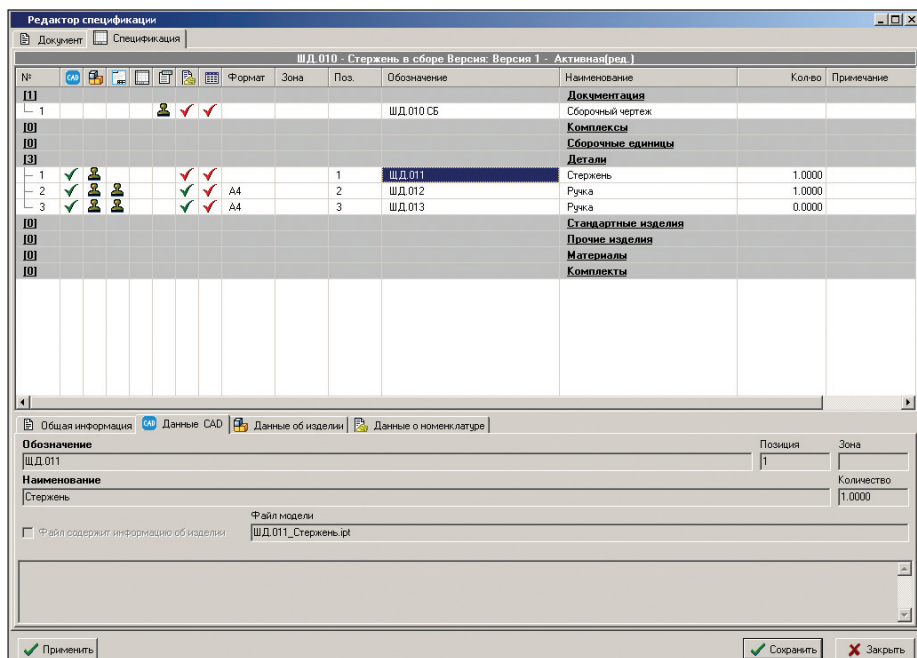 Редактор спецификации
Документ Спецификация
ШД.010 - Стержень в сборе Версия: Версия 1 - Активная(ред.)
№ CAD Формат Зона Поз. Обозначение Наименование Кол-во Примечание
[1] Документация
1 ШД.010 СБ Сборочный чертеж
[0] Комплексы
[0] Сборочные единицы
[3] Детали
1 1 ШД.011 Стержень 1.0000
2 А4 2 ШД.012 Ручка 1.0000
3 А4 3 ШД.013 Ручка 0.0000
[0] Стандартные изделия
[0] Прочие изделия
[0] Материалы
[0] Комплекты
Общая информация CAD Данные CAD Данные об изделии Данные о номенклатуре
Обозначение Позиция Зона
ШД.011 1
Наименование Количество
Стержень 1.0000
Файл модели
Файл содержит информацию об изделии ШД.011_Стержень.ipt
Применить Сохранить Закрыть